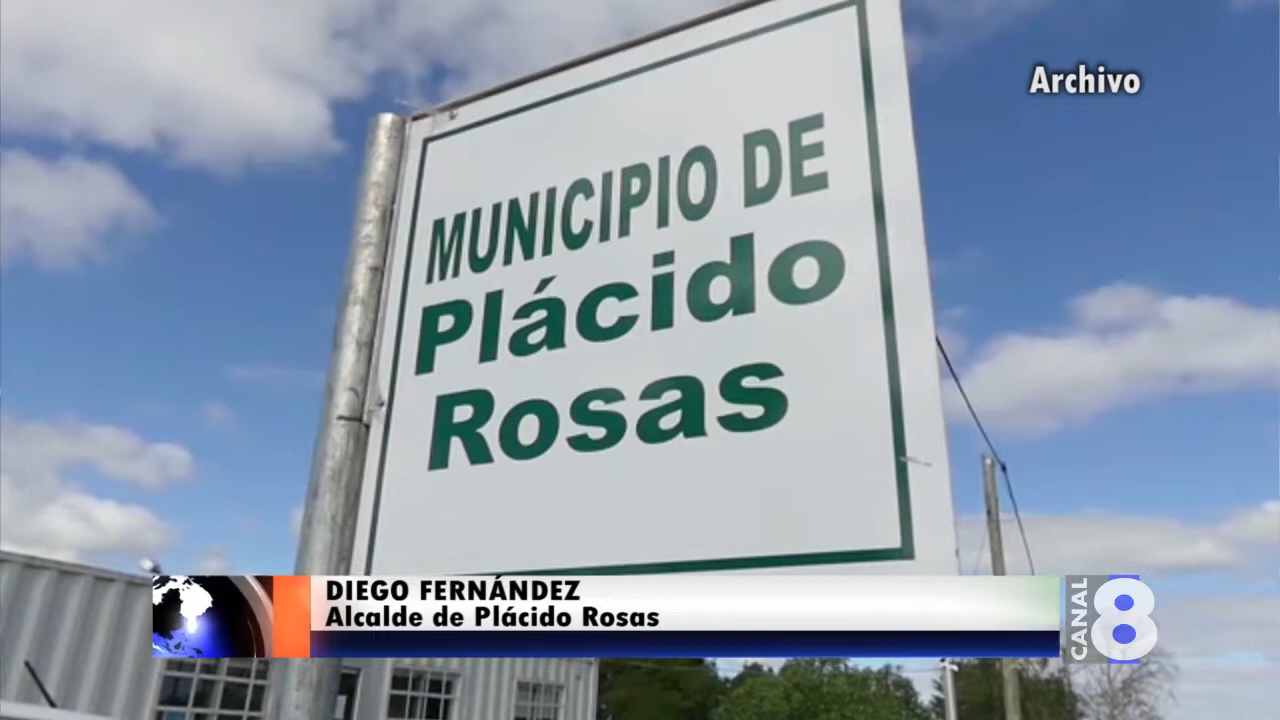 Archivo
MUNICIPIO DE
Plácido
Rosas
DIEGO FERNÁNDEZ
Alcalde de Plácido Rosas
CANAL 8